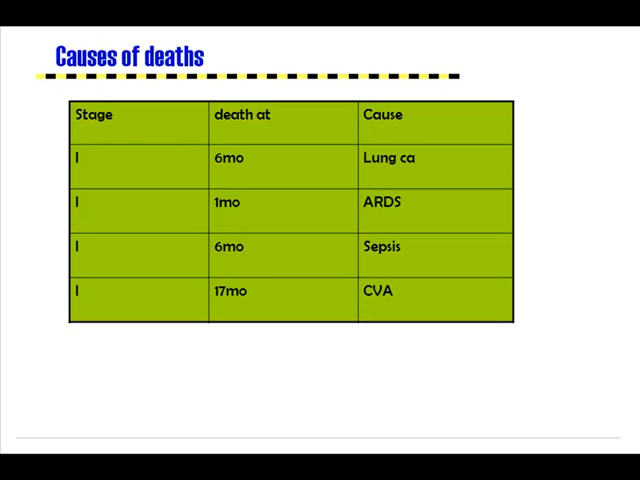 Causes of deaths
Stage death at Cause
I 6mo Lung ca
I 1mo ARDS
I 6mo Sepsis
I 17mo CVA